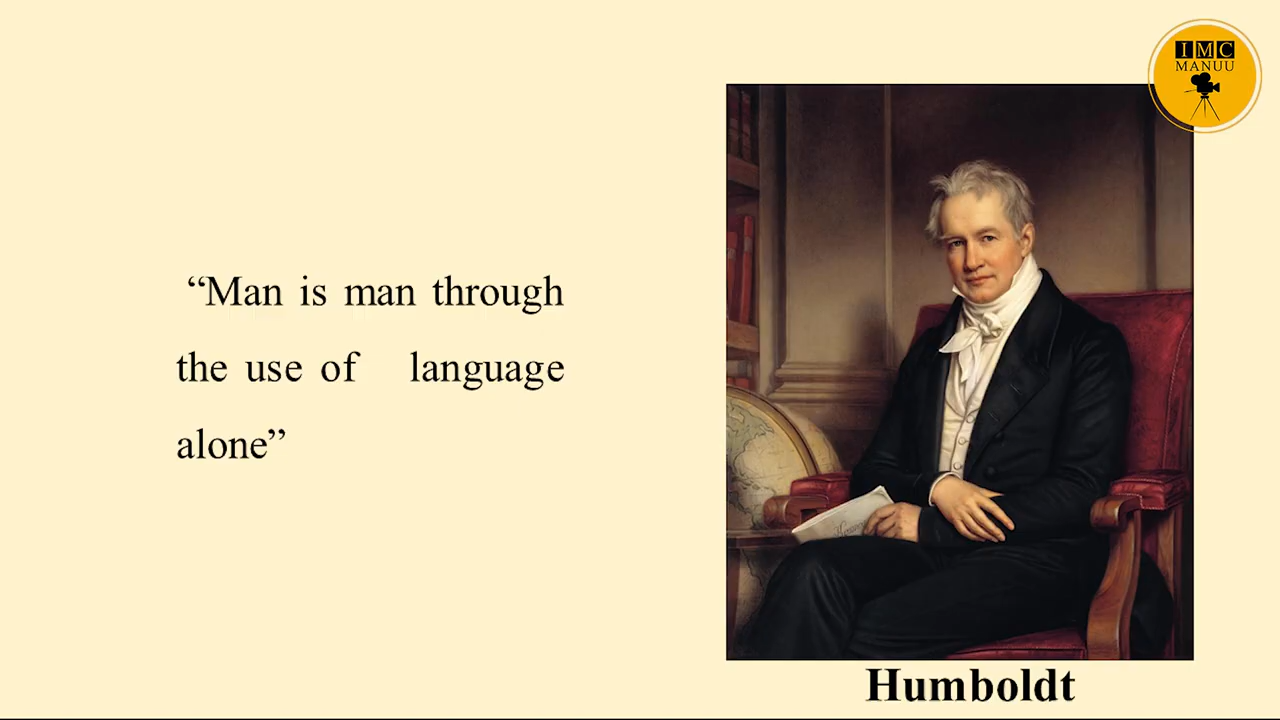 “Man is man through
the use of language
alone”
IMC
MANUU
Humboldt